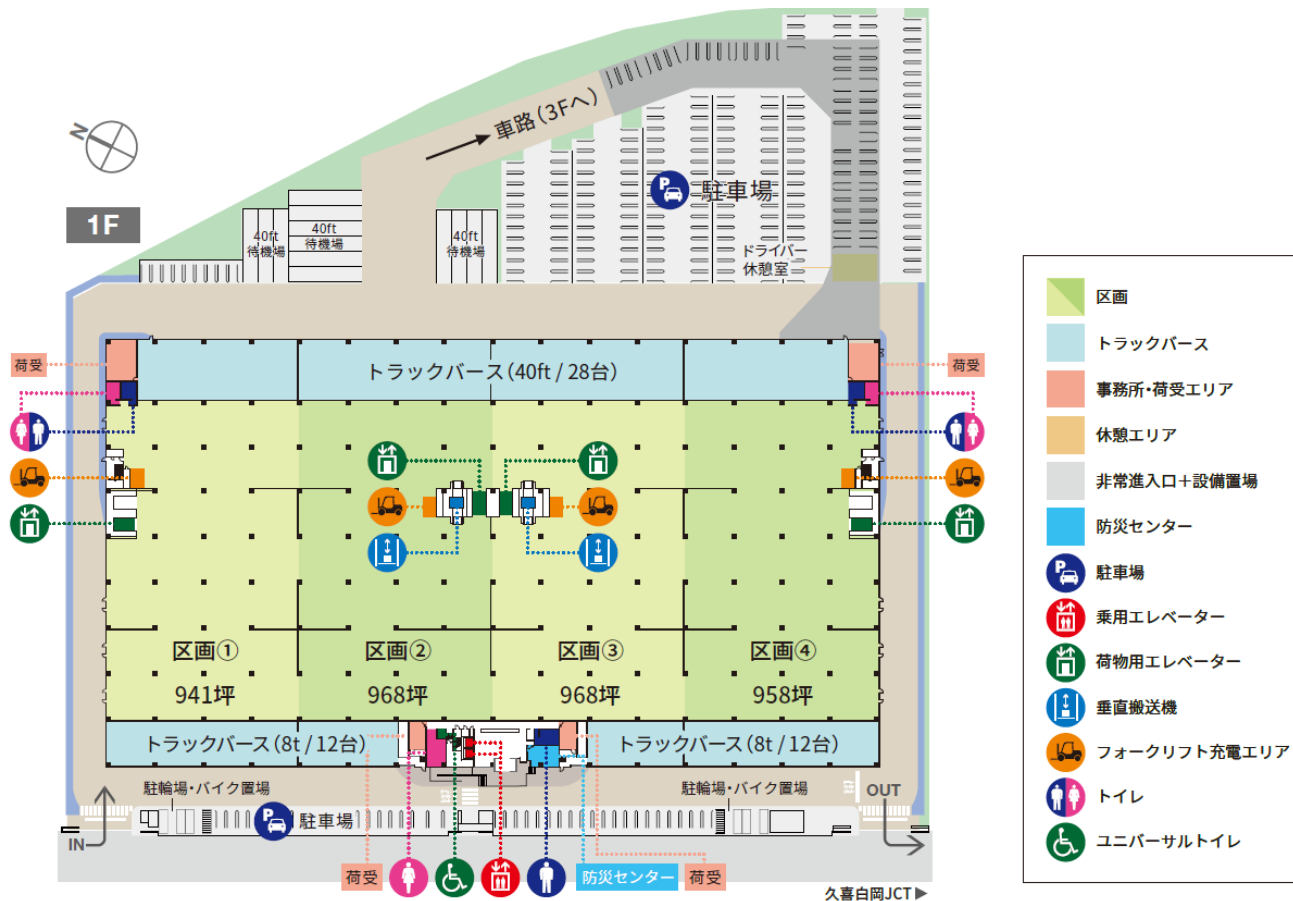 N
1F
車路（3Fへ）
駐車場
40ft
待機場
40ft
待機場
40ft
待機場
ドライバー
休憩室
荷受
荷受
トラックバース（40ft / 28台）
区画①
941坪
区画②
968坪
区画③
968坪
区画④
958坪
トラックバース（8t / 12台）
トラックバース（8t / 12台）
駐輪場・バイク置場
駐輪場・バイク置場
IN
OUT
P
駐車場
荷受
防災センター
荷受
久喜白岡JCT▶
区画
トラックバース
事務所・荷受エリア
休憩エリア
非常進入口＋設備置場
防災センター
駐車場
乗用エレベーター
荷物用エレベーター
垂直搬送機
フォークリフト充電エリア
トイレ
ユニバーサルトイレ